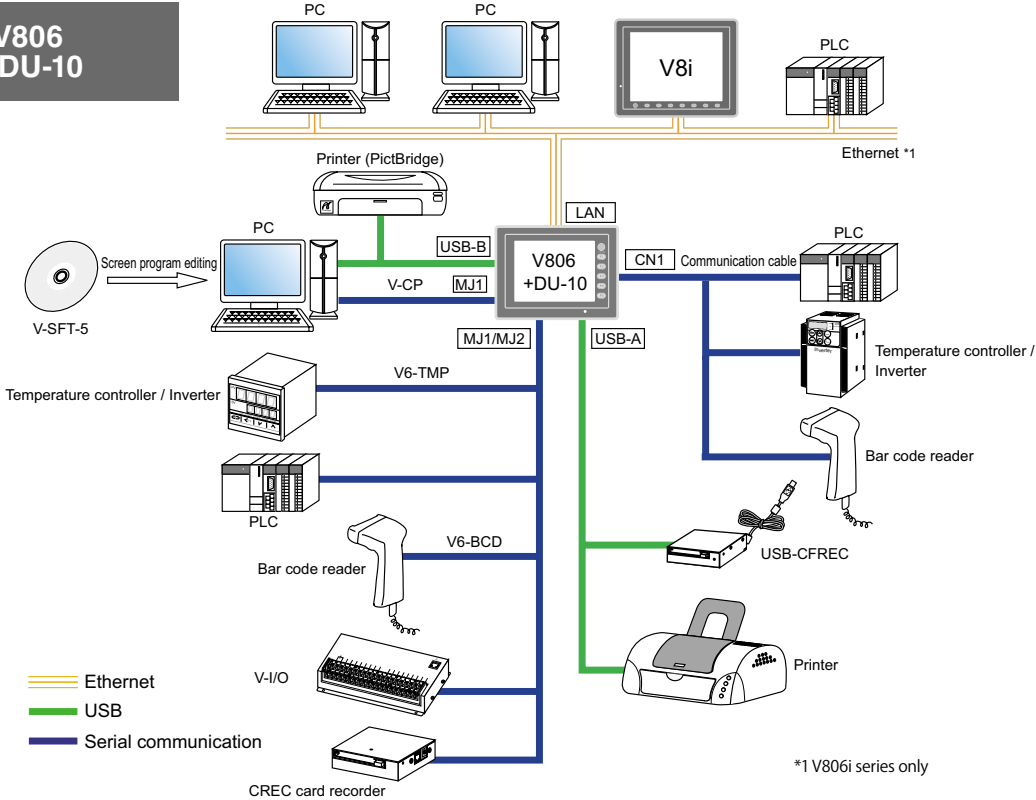 V806
+DU-10
PC
PC
V8i
PLC
Ethernet *1
Printer (PictBridge)
LAN
PC
USB-B
V806
+DU-10
CN1
Communication cable
PLC
Screen program editing
V-CP
MJ1
V-SFT-5
MJ1/MJ2
USB-A
Inverter
Temperature controller /
Inverter
V6-TMP
Temperature controller / Inverter
Bar code reader
PLC
V6-BCD
Bar code reader
USB-CFREC
V-I/O
Printer
Ethernet
USB
Serial communication
CREC card recorder
*1 V806i series only